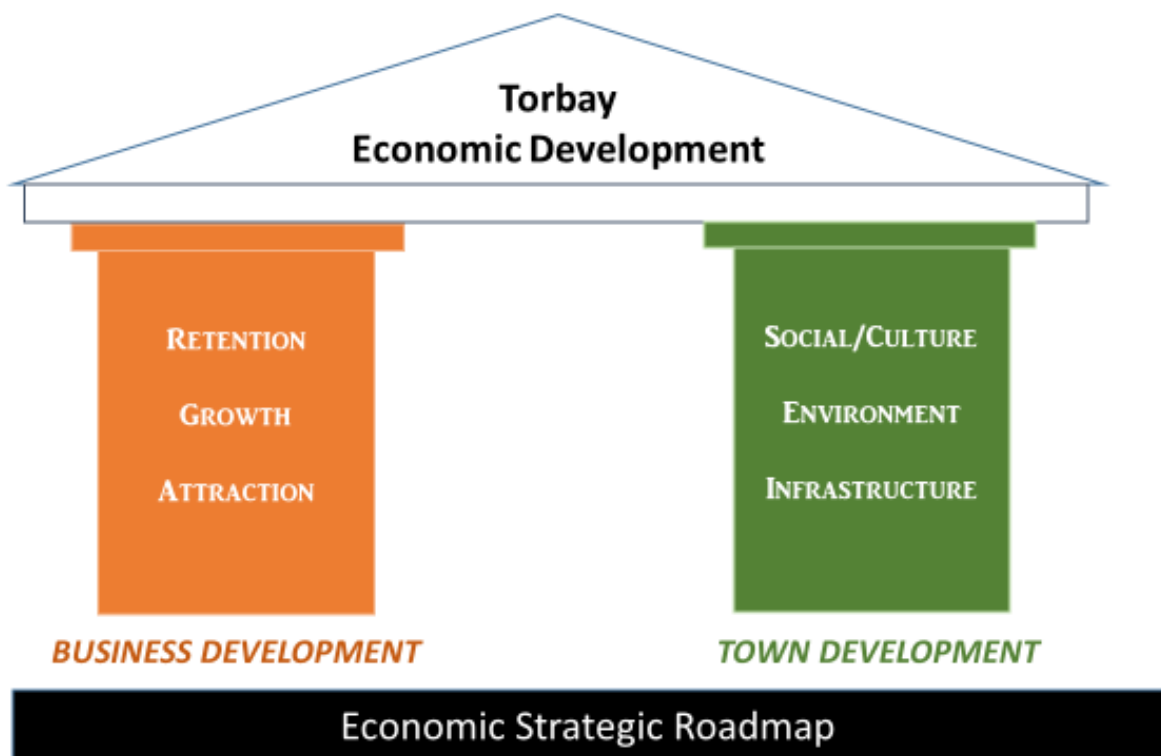 Torbay
Economic Development
RETENTION
GROWTH
ATTRACTION
SOCIAL/CULTURE
ENVIRONMENT
INFRASTRUCTURE
BUSINESS DEVELOPMENT
TOWN DEVELOPMENT
Economic Strategic Roadmap